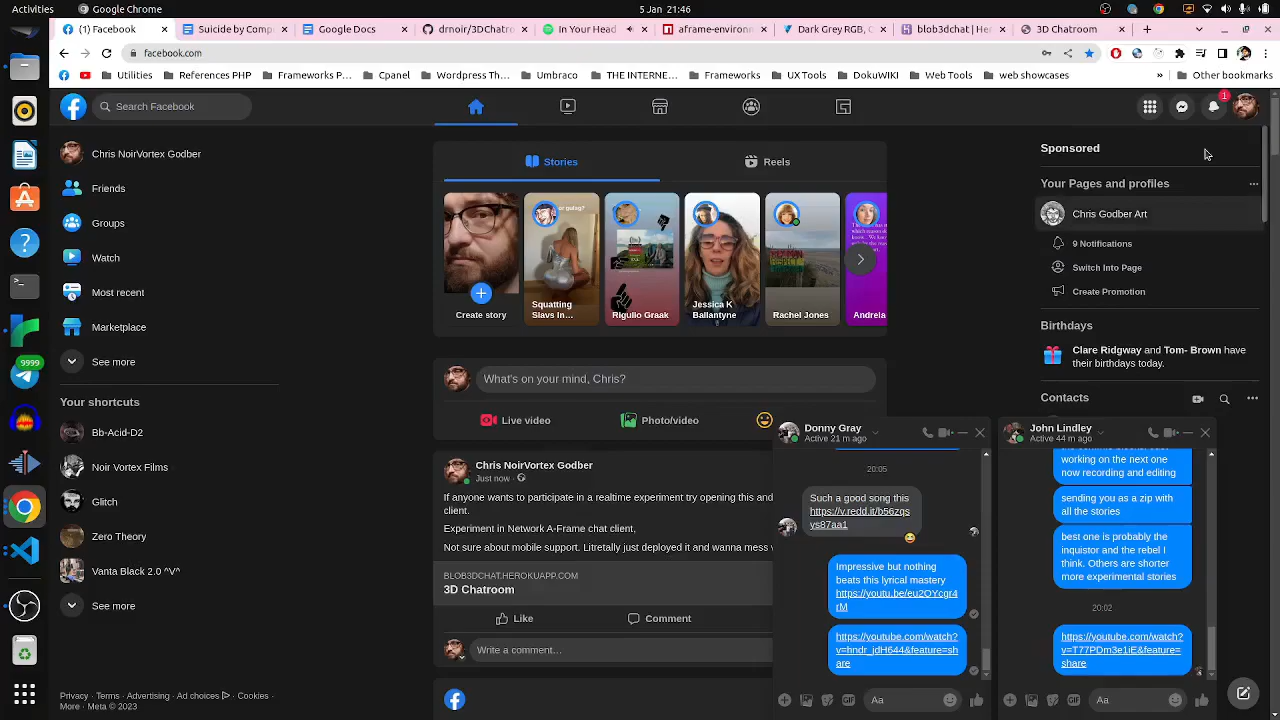 Activities
Google Chrome
5 Jan 21:46
(1) Facebook
Suicide by Comp
Google Docs
drnoir/3DChatro
In Your Head
aframe-environ
Dark Grey RGB, C
blob3dchat | He
3D Chatroom
facebook.com
Utilities
References PHP
Frameworks P…
Cpanel
Wordpress Th…
Umbraco
THE INTERNE…
Frameworks
UX Tools
DokuWIKI
Web Tools
web showcases
»
Other bookmarks
Search Facebook
1
Chris NoirVortex Godber
Friends
Groups
Watch
Most recent
Marketplace
See more
Your shortcuts
Bb-Acid-D2
Noir Vortex Films
Glitch
Zero Theory
Vanta Black 2.0 ^V^
See more
Privacy · Terms · Advertising · Ad choices · Cookies ·
More · Meta © 2023
9999
Stories
Reels
Create story
or gulag?
Squatting
Slavs In…
Rigulio Graak
Jessica K
Ballantyne
Rachel Jones
Andreia
What's on your mind, Chris?
Live video
Photo/video
Chris NoirVortex Godber
Just now ·
If anyone wants to participate in a realtime experiment try opening this and
client.
Experiment in Network A-Frame chat client,
Not sure about mobile support. Litretally just deployed it and wanna mess
BLOB3DCHAT.HEROKUAPP.COM
3D Chatroom
Like
Comment
Write a comment…
Sponsored
Your Pages and profiles
Chris Godber Art
9 Notifications
Switch Into Page
Create Promotion
Birthdays
Clare Ridgway and Tom- Brown have
their birthdays today.
Contacts
Donny Gray
Active 21 m ago
20:05
Such a good song this
https://v.redd.it/b56zqs
vs87aa1
Impressive but nothing
beats this lyrical mastery
https://youtu.be/eu2OYcgr4
rM
https://youtube.com/watch?
v=hndr_jdH644&feature=sh
are
GIF
Aa
John Lindley
Active 44 m ago
working on the next one
now recording and editing
sending you as a zip with
all the stories
best one is probably the
inquistor and the rebel I
think. Others are shorter
more experimental stories
20:02
https://youtube.com/watch?
v=T77PDm3e1iE&feature=
share
GIF
Aa